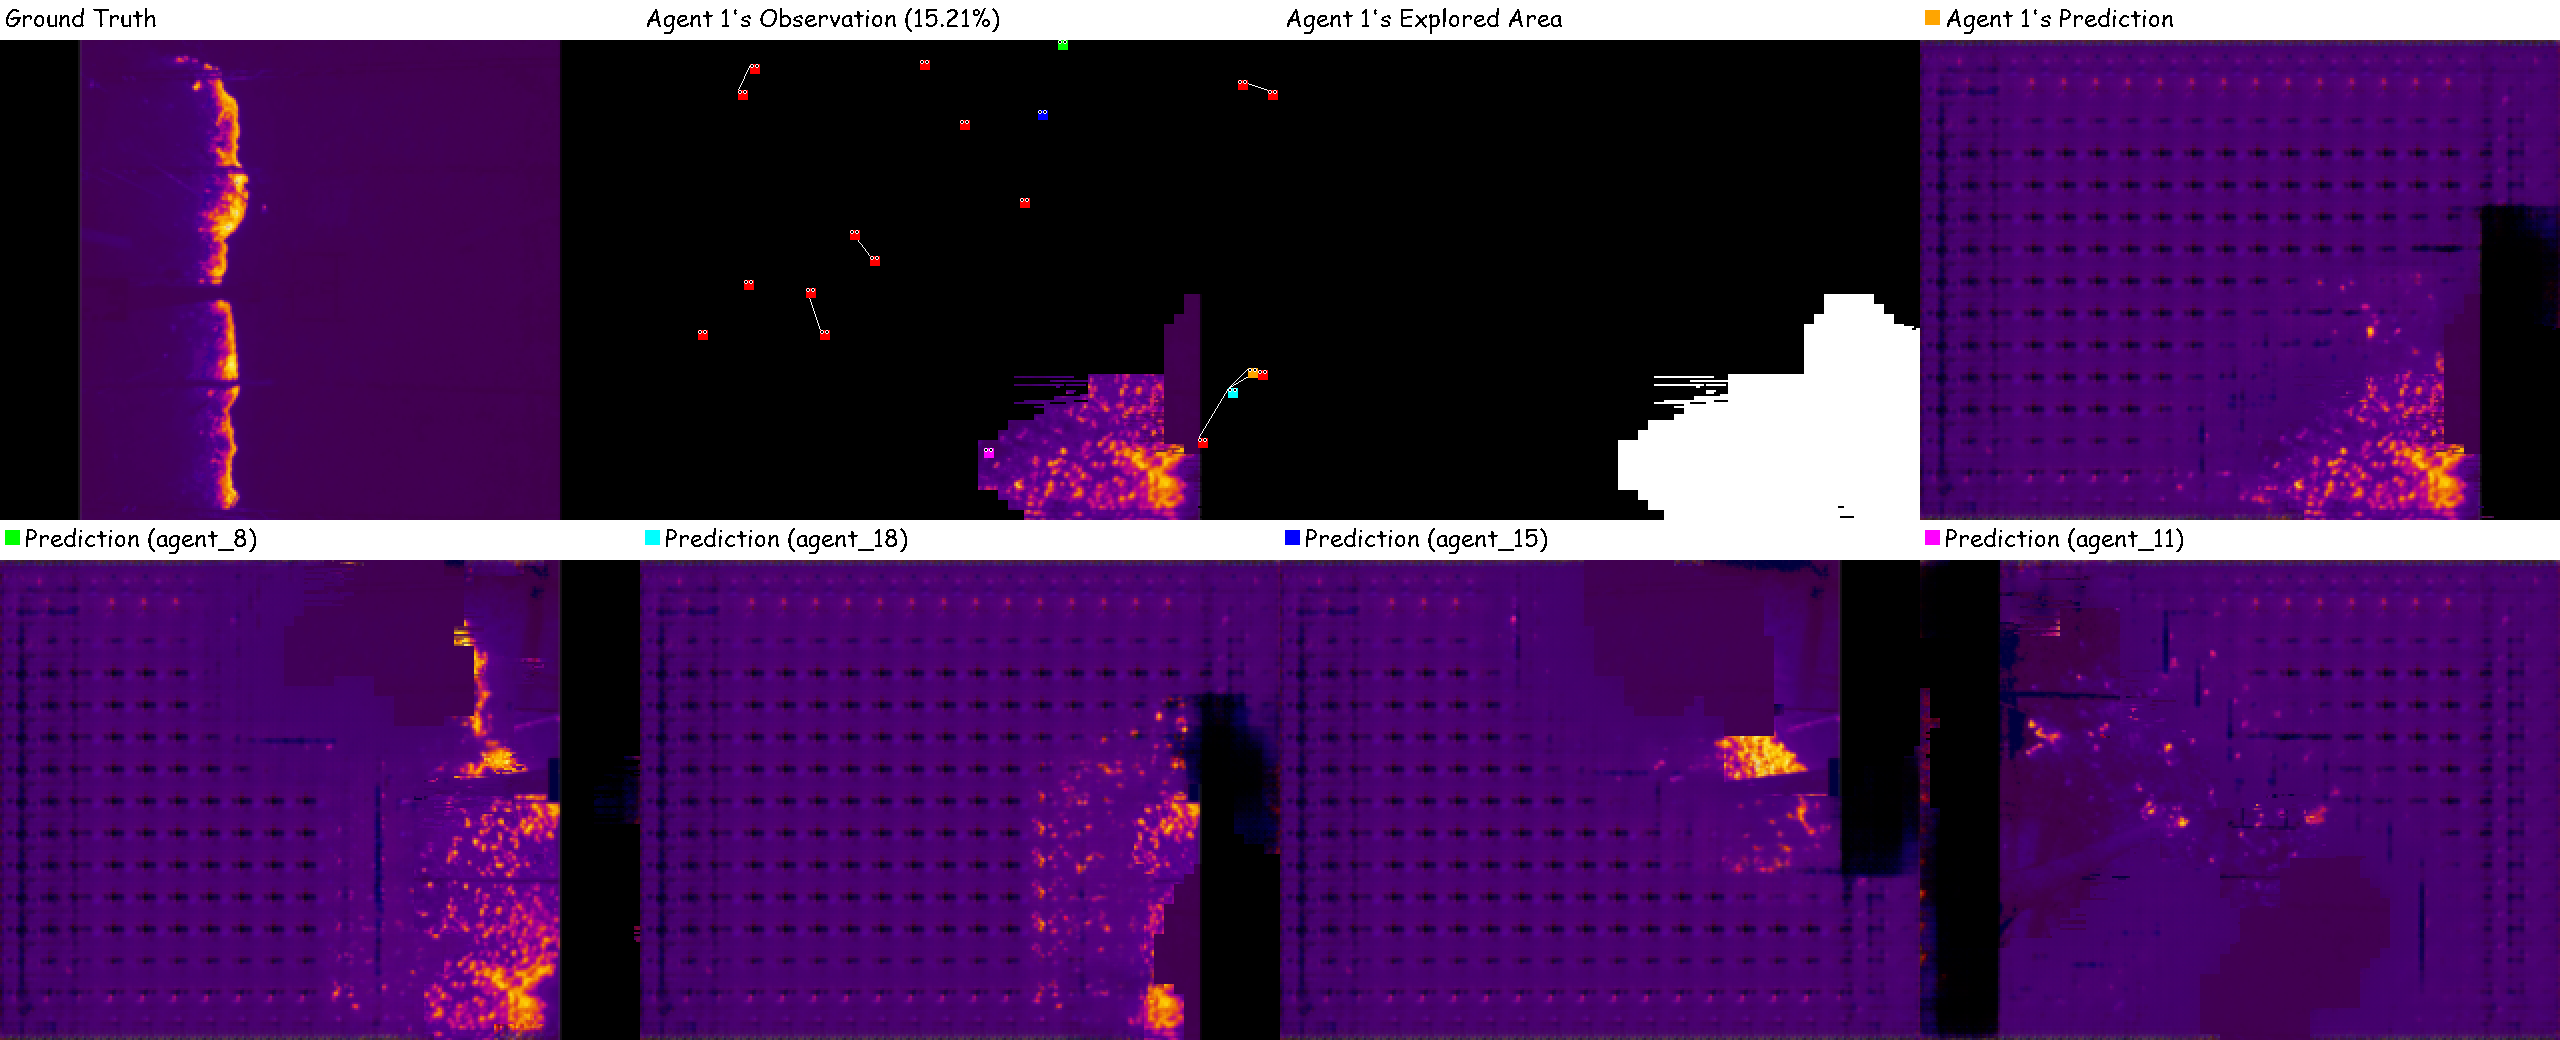 Ground Truth
Agent 1's Observation (15.21%)
Agent 1's Explored Area
Agent 1's Prediction
Prediction (agent_8)
Prediction (agent_18)
Prediction (agent_15)
Prediction (agent_11)